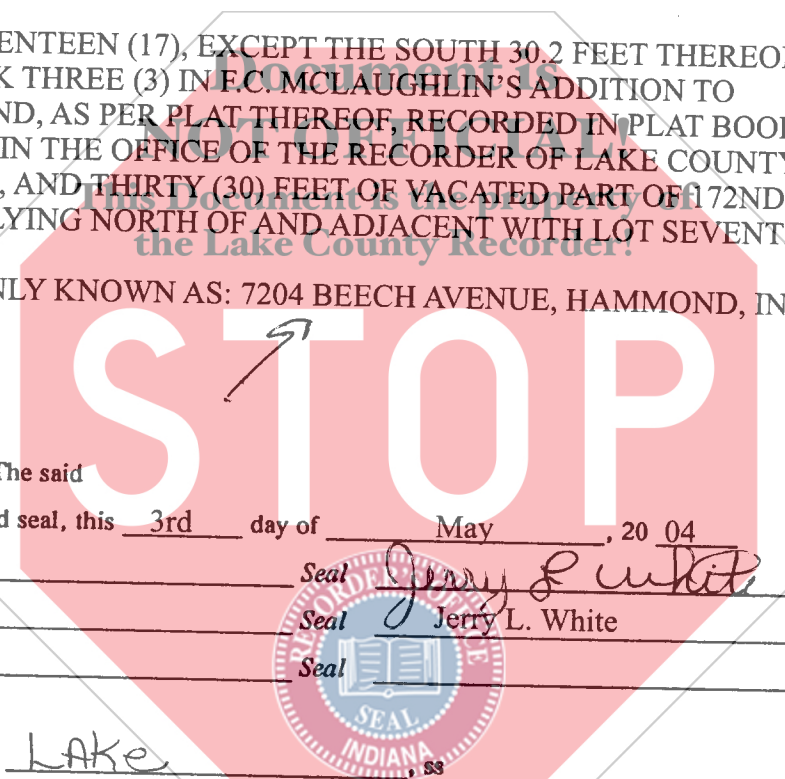 ENTEEN (17), EXCEPT THE SOUTH 30.2 FEET THEREO
K THREE (3) IN F.C. MCLAUGHLIN'S ADDITION TO
ND, AS PER PLAT THEREOF, RECORDED IN PLAT BOO
IN THE OFFICE OF THE RECORDER OF LAKE COUNTY
, AND THIRTY (30) FEET OF VACATED PART OF 172ND
LYING NORTH OF AND ADJACENT WITH LOT SEVENT
Document is
NOT OFFICIAL!
This Document is the property of
the Lake County Recorder!
NLY KNOWN AS: 7204 BEECH AVENUE, HAMMOND, IN
STOP
The said
d seal, this 3rd day of May, 20 04
Seal Jerry L White
Seal Jerry L. White
Seal
RECORDER'S OFFICE
SEAL
INDIANA
LAKe, ss